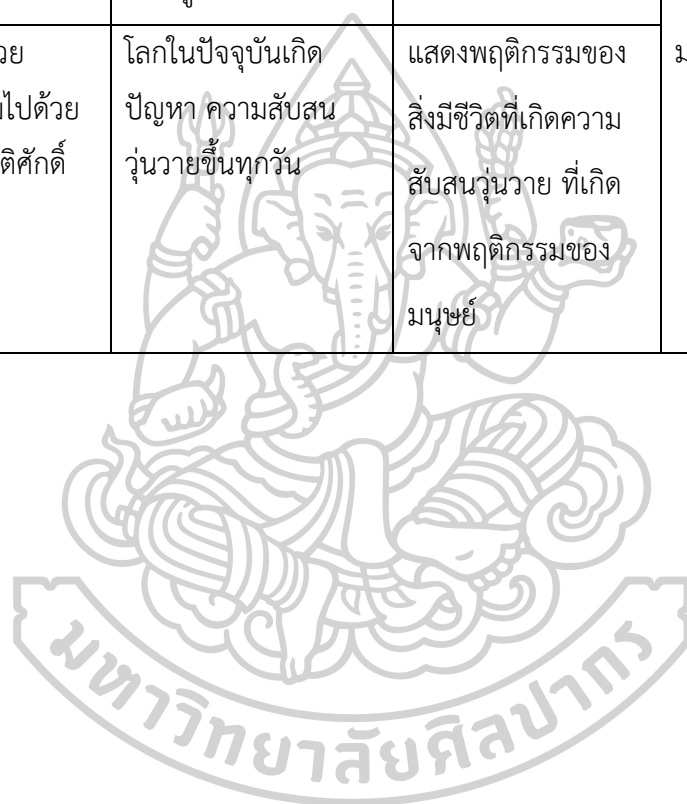 โลกในปัจจุบันเกิด
ปัญหา ความสับสน
วุ่นวายขึ้นทุกวัน
แสดงพฤติกรรมของ
สิ่งมีชีวิตที่เกิดความ
สับสนวุ่นวาย ที่เกิด
จากพฤติกรรมของ
มนุษย์
มหาวิทยาลัยศิลปากร